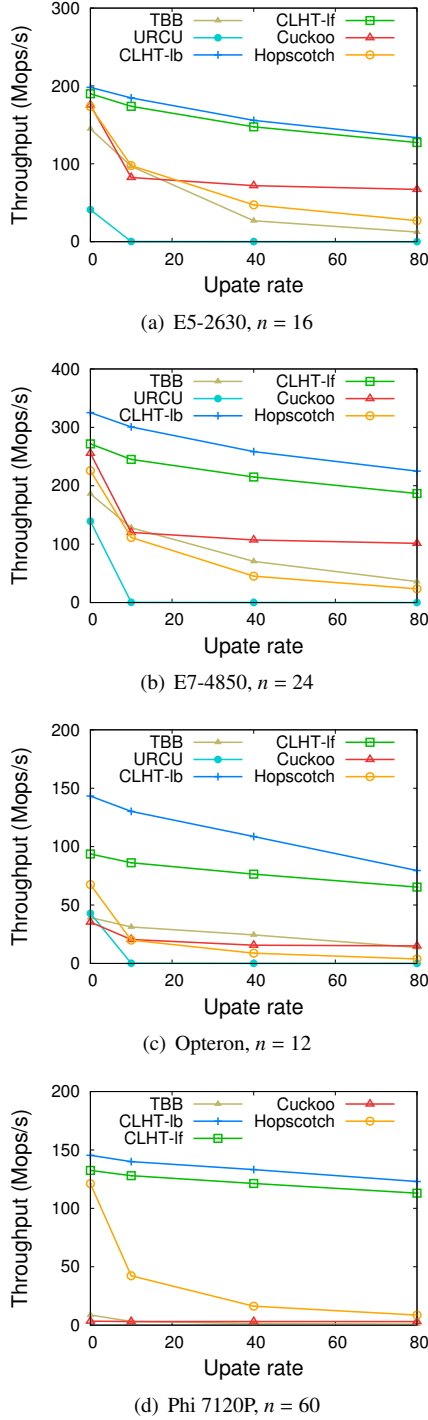 300
200
100
0
Throughput (Mops/s)
TBB
URCU
CLHT-lb
CLHT-lf
Cuckoo
Hopscotch
0 20 40 60 80
Upate rate
(a) E5-2630, n = 16
400
300
200
100
0
Throughput (Mops/s)
TBB
URCU
CLHT-lb
CLHT-lf
Cuckoo
Hopscotch
0 20 40 60 80
Upate rate
(b) E7-4850, n = 24
200
150
100
50
0
Throughput (Mops/s)
TBB
URCU
CLHT-lb
CLHT-lf
Cuckoo
Hopscotch
0 20 40 60 80
Upate rate
(c) Opteron, n = 12
200
150
100
50
0
Throughput (Mops/s)
TBB
CLHT-lb
CLHT-lf
Cuckoo
Hopscotch
0 20 40 60 80
Upate rate
(d) Phi 7120P, n = 60